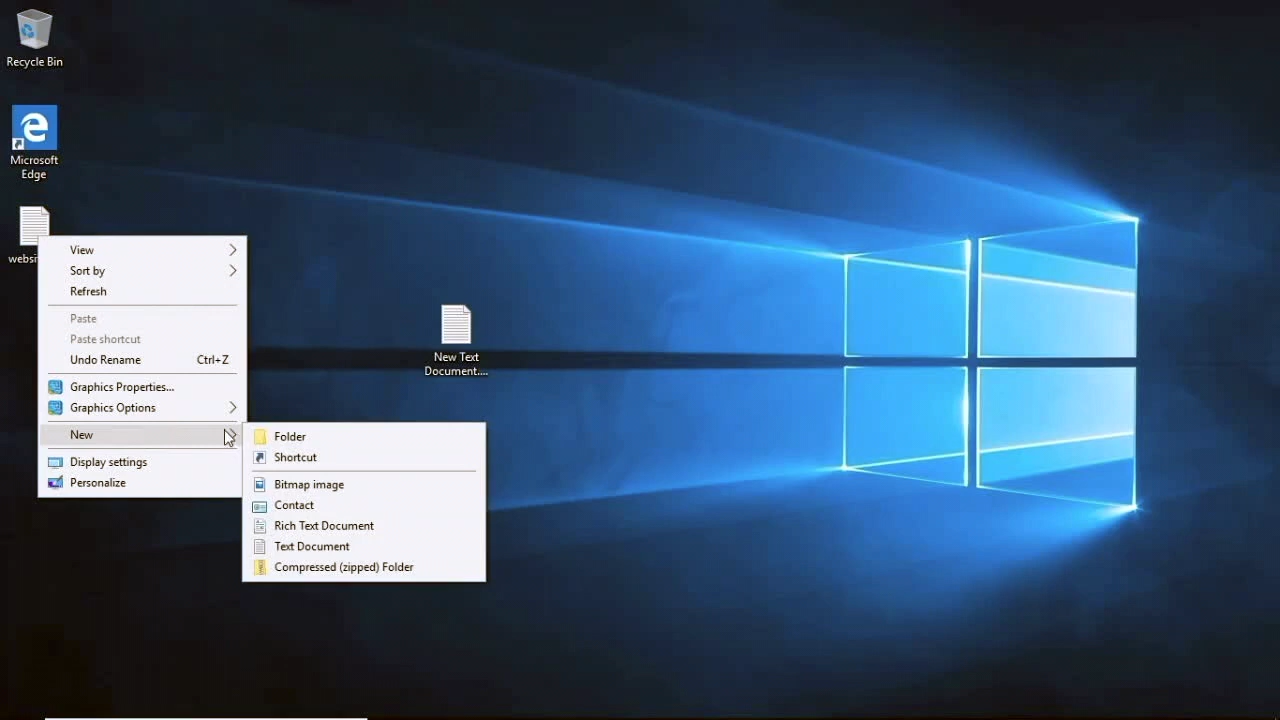 Recycle Bin
Microsoft
Edge
websi
View
Sort by
Refresh
Paste
Paste shortcut
Undo Rename Ctrl+Z
Graphics Properties...
Graphics Options
New
Display settings
Personalize
Folder
Shortcut
Bitmap image
Contact
Rich Text Document
Text Document
Compressed (zipped) Folder
New Text
Document....